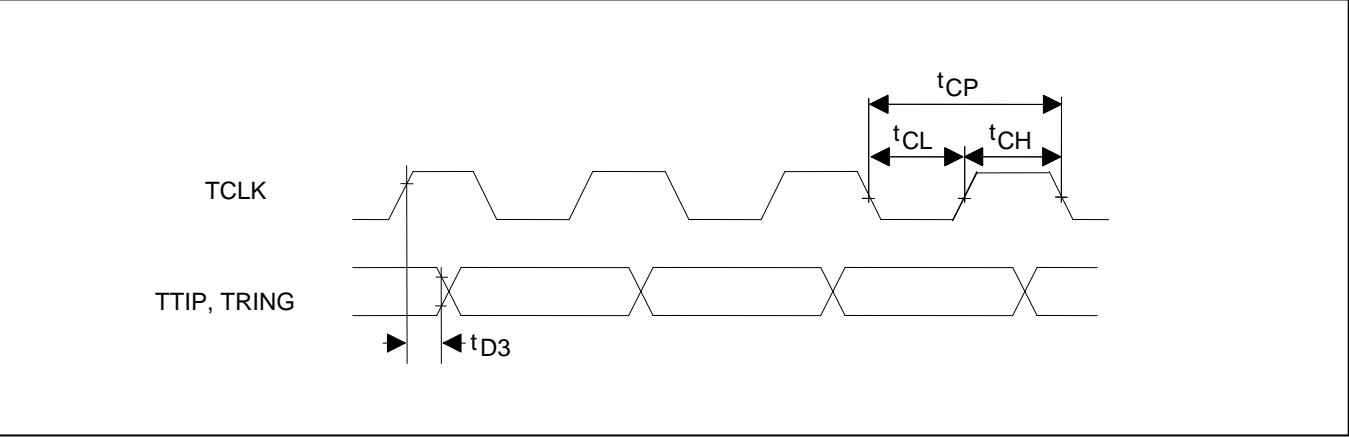 tCP
tCL
tCH
TCLK
TTIP, TRING
tD3